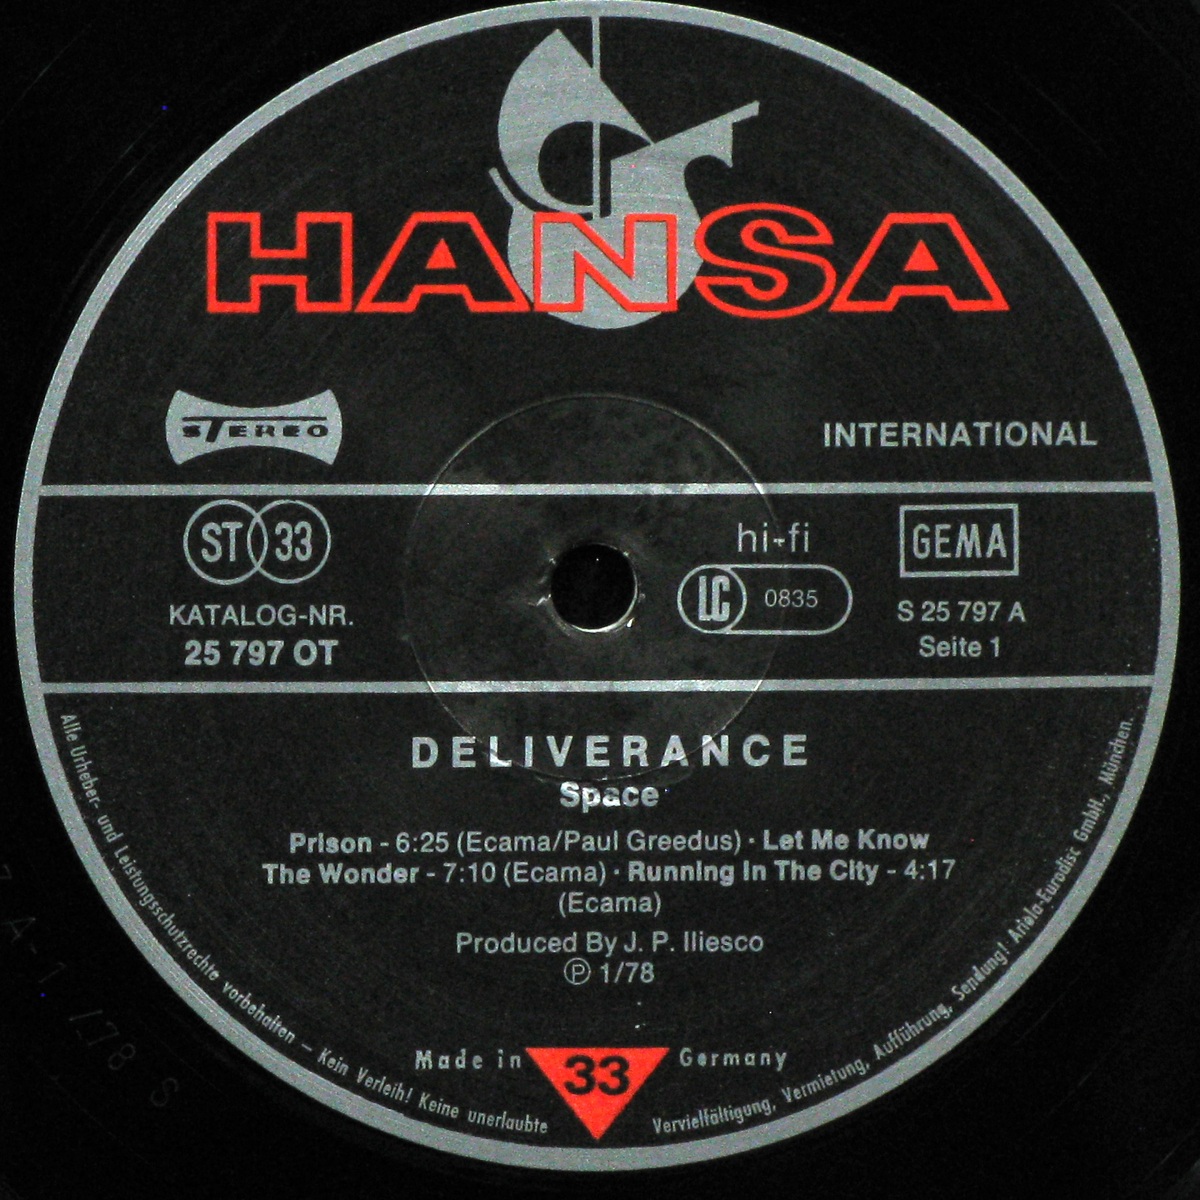 HANSA
STEREO
INTERNATIONAL
ST 33
hi-fi
GEMA
LC 0835
KATALOG-NR.
25 797 OT
S 25 797 A
Seite 1
DELIVERANCE
Space
Prison - 6:25 (Ecama/Paul Greedus) · Let Me Know
The Wonder - 7:10 (Ecama) · Running In The City - 4:17
(Ecama)
Produced By J. P. Iliesco
Ⓟ 1/78
Made in 33 Germany
Alle Urheber- und Leistungsschutzrechte vorbehalten – Kein Verleih! Keine unerlaubte Vervielfältigung, Vermietung, Aufführung, Sendung! Ariola-Eurodisc GmbH., München.